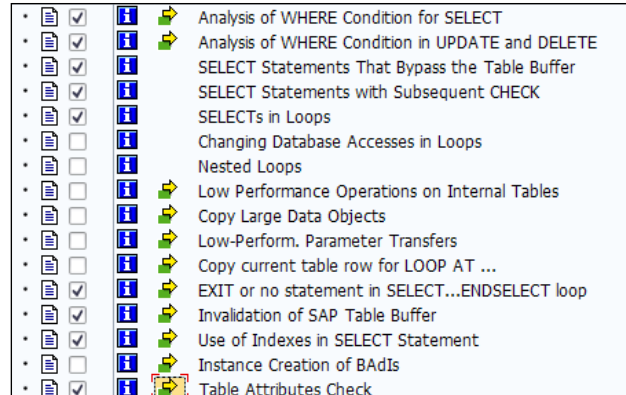 Analysis of WHERE Condition for SELECT
Analysis of WHERE Condition in UPDATE and DELETE
SELECT Statements That Bypass the Table Buffer
SELECT Statements with Subsequent CHECK
SELECTs in Loops
Changing Database Accesses in Loops
Nested Loops
Low Performance Operations on Internal Tables
Copy Large Data Objects
Low-Perform. Parameter Transfers
Copy current table row for LOOP AT ...
EXIT or no statement in SELECT...ENDSELECT loop
Invalidation of SAP Table Buffer
Use of Indexes in SELECT Statement
Instance Creation of BAdIs
Table Attributes Check